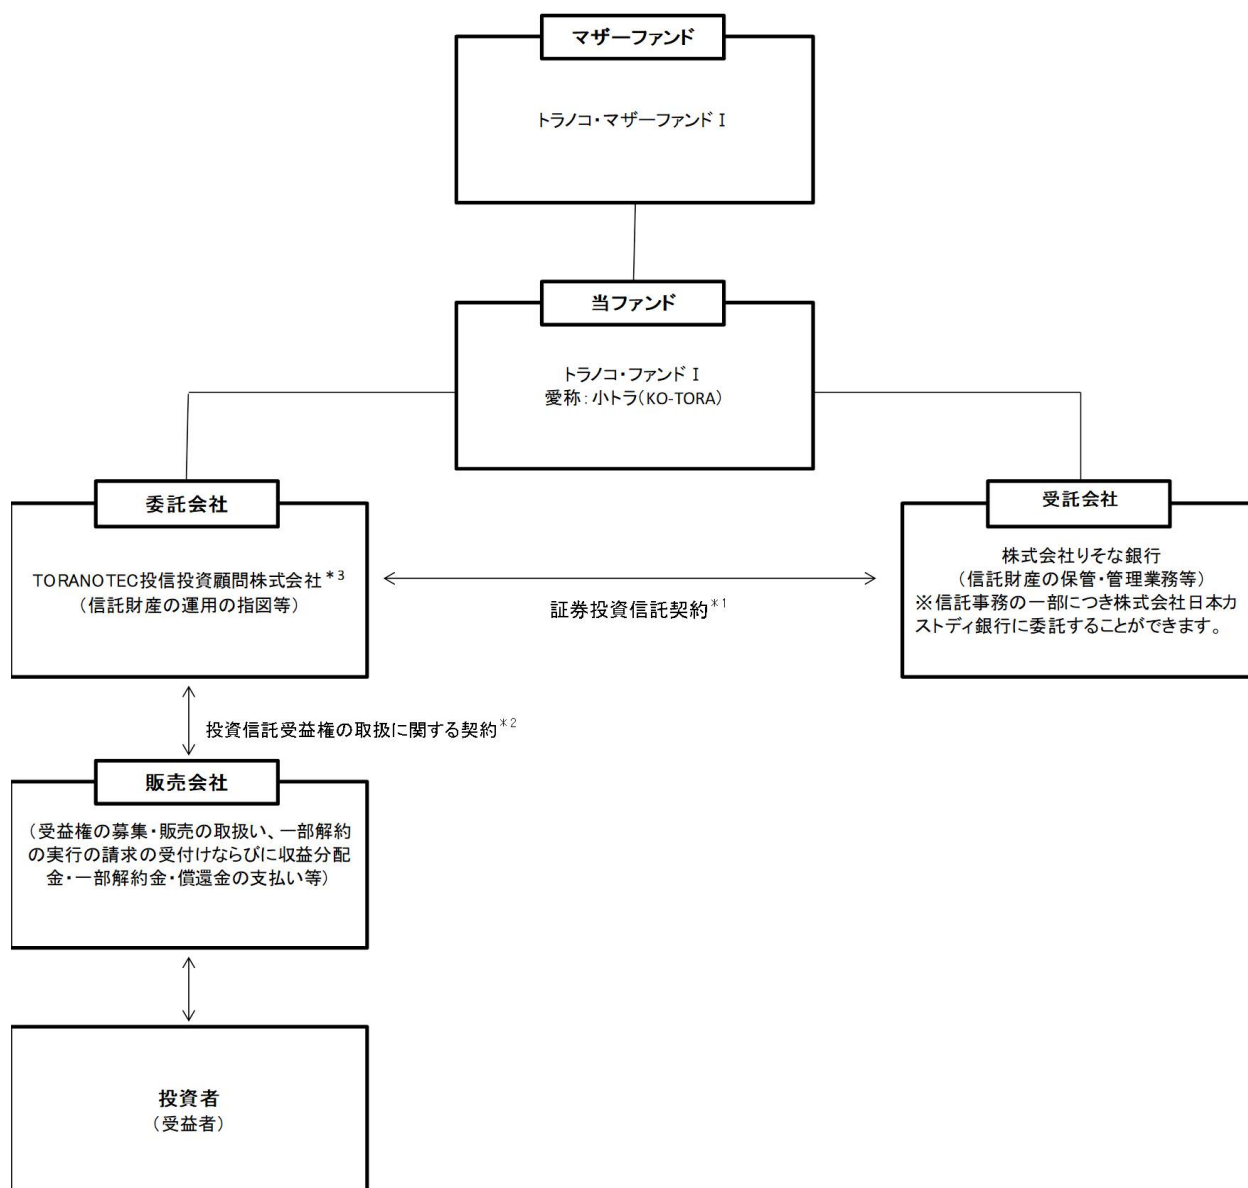 マザーファンド
トラノコ・マザーファンドⅠ
当ファンド
トラノコ・ファンドⅠ
愛称：小トラ（KO-TORA）
委託会社
TORANOTEC投信投資顧問株式会社＊3
（信託財産の運用の指図等）
受託会社
株式会社りそな銀行
（信託財産の保管・管理業務等）
※信託事務の一部につき株式会社日本カ
ストディ銀行に委託することができます。
証券投資信託契約＊1
投資信託受益権の取扱に関する契約＊2
販売会社
（受益権の募集・販売の取扱い、一部解約
の実行の請求の受付けならびに収益分配
金・一部解約金・償還金の支払い等）
投資者
（受益者）